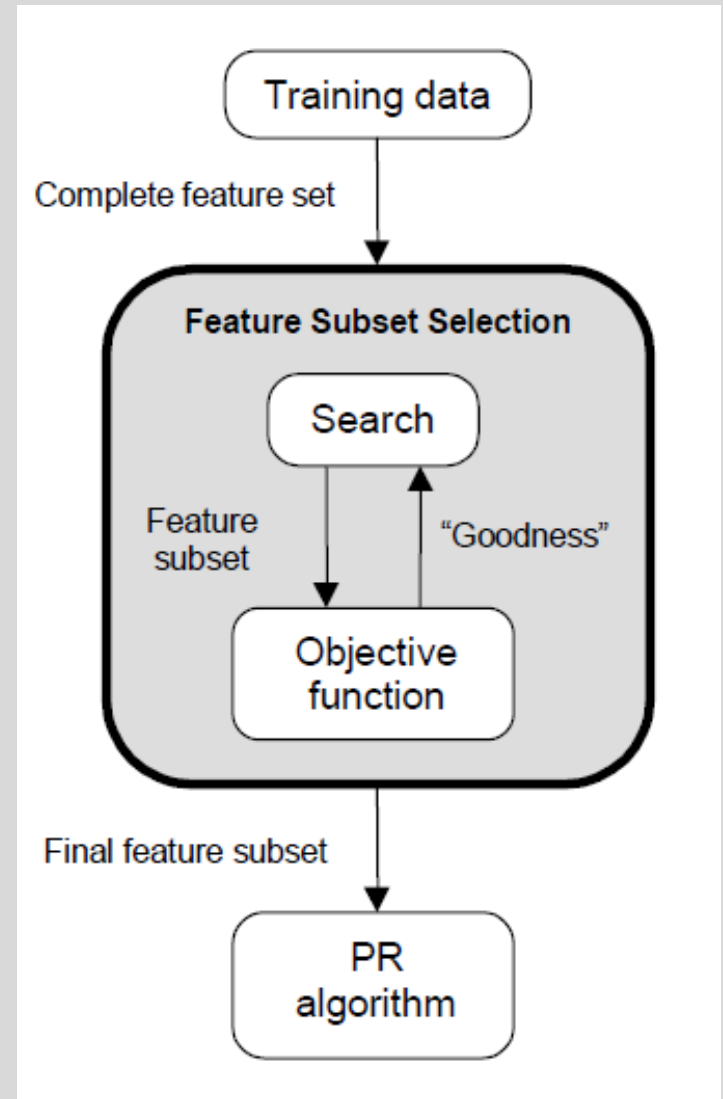 Training data
Complete feature set
Feature Subset Selection
Search
Feature
subset
“Goodness”
Objective
function
Final feature subset
PR
algorithm